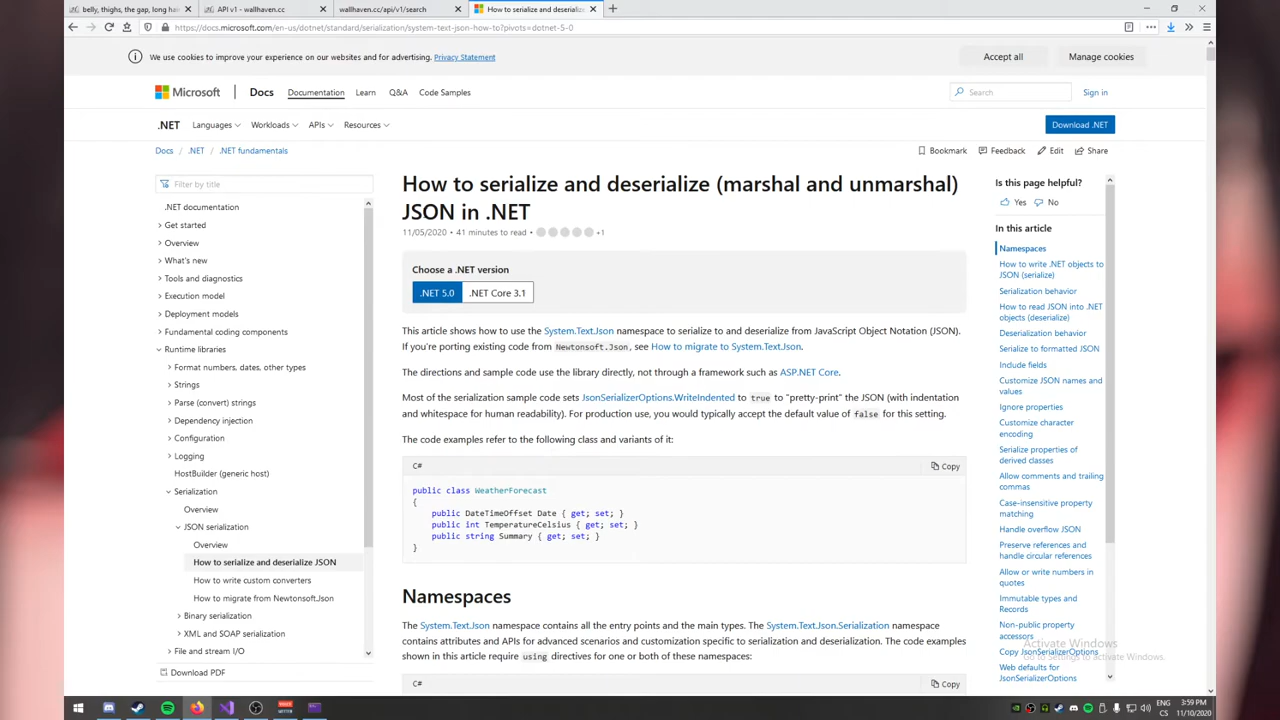 belly, thighs, the gap, long hai
API v1 - wallhaven.cc
wallhaven.cc/api/v1/search
How to serialize and deserialize
https://docs.microsoft.com/en-us/dotnet/standard/serialization/system-text-json-how-to?pivots=dotnet-5-0
We use cookies to improve your experience on our websites and for advertising. Privacy Statement
Accept all
Manage cookies
Microsoft
Docs
Documentation
Learn
Q&A
Code Samples
Search
Sign in
.NET
Languages
Workloads
APIs
Resources
Download .NET
Docs / .NET / .NET fundamentals
Bookmark
Feedback
Edit
Share
Filter by title
.NET documentation
Get started
Overview
What's new
Tools and diagnostics
Execution model
Deployment models
Fundamental coding components
Runtime libraries
Format numbers, dates, other types
Strings
Parse (convert) strings
Dependency injection
Configuration
Logging
HostBuilder (generic host)
Serialization
Overview
JSON serialization
Overview
How to serialize and deserialize JSON
How to write custom converters
How to migrate from Newtonsoft.Json
Binary serialization
XML and SOAP serialization
File and stream I/O
Download PDF
How to serialize and deserialize (marshal and unmarshal)
JSON in .NET
11/05/2020 • 41 minutes to read • +1
Choose a .NET version
.NET 5.0
.NET Core 3.1
This article shows how to use the System.Text.Json namespace to serialize to and deserialize from JavaScript Object Notation (JSON).
If you're porting existing code from Newtonsoft.Json, see How to migrate to System.Text.Json.
The directions and sample code use the library directly, not through a framework such as ASP.NET Core.
Most of the serialization sample code sets JsonSerializerOptions.WriteIndented to true to "pretty-print" the JSON (with indentation
and whitespace for human readability). For production use, you would typically accept the default value of false for this setting.
The code examples refer to the following class and variants of it:
C#
Copy
public class WeatherForecast
{
public DateTimeOffset Date { get; set; }
public int TemperatureCelsius { get; set; }
public string Summary { get; set; }
}
Namespaces
The System.Text.Json namespace contains all the entry points and the main types. The System.Text.Json.Serialization namespace
contains attributes and APIs for advanced scenarios and customization specific to serialization and deserialization. The code examples
shown in this article require using directives for one or both of these namespaces:
C#
Copy
Is this page helpful?
Yes
No
In this article
Namespaces
How to write .NET objects to
JSON (serialize)
Serialization behavior
How to read JSON into .NET
objects (deserialize)
Deserialization behavior
Serialize to formatted JSON
Include fields
Customize JSON names and
values
Ignore properties
Customize character
encoding
Serialize properties of
derived classes
Allow comments and trailing
commas
Case-insensitive property
matching
Handle overflow JSON
Preserve references and
handle circular references
Allow or write numbers in
quotes
Immutable types and
Records
Non-public property
accessors
Copy JsonSerializerOptions
Web defaults for
JsonSerializerOptions
Activate Windows
Go to Settings to activate Windows.
ENG
CS
3:59 PM
11/10/2020